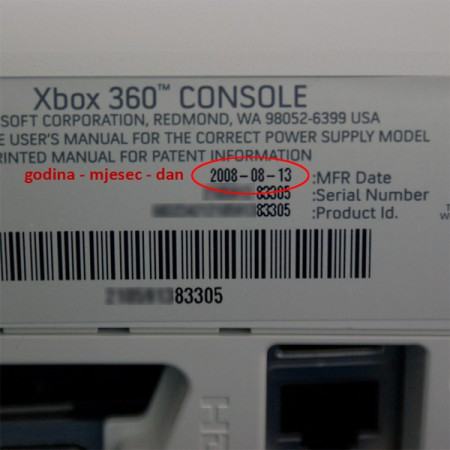 Xbox 360™ CONSOLE
SOFT CORPORATION, REDMOND, WA 98052-6399 USA
E USER'S MANUAL FOR THE CORRECT POWER SUPPLY MODEL
RINTED MANUAL FOR PATENT INFORMATION
godina - mjesec - dan 2008-08-13 :MFR Date
83305 :Serial Number
83305 :Product Id.
83305